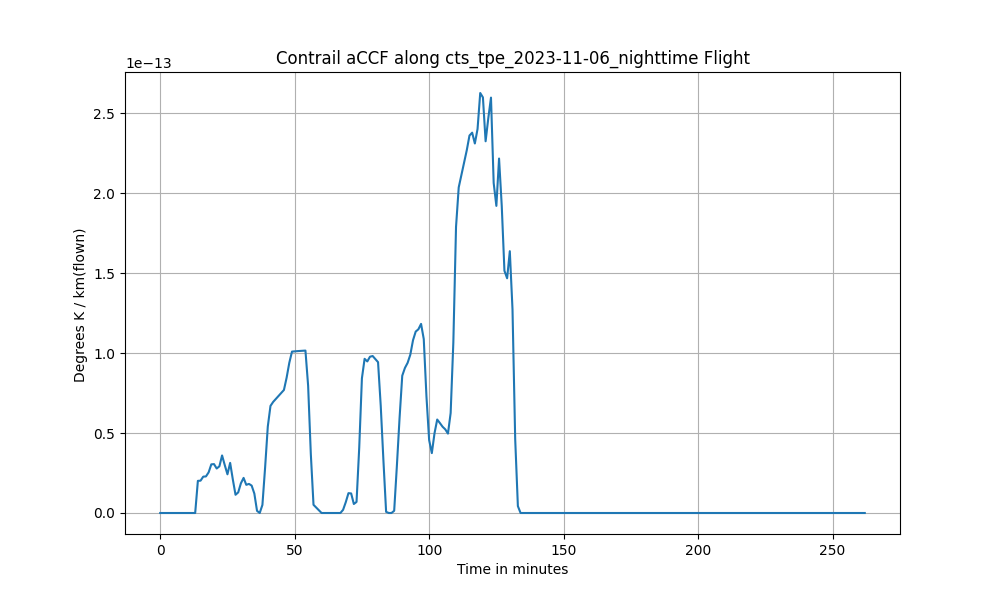 Contrail aCCF along cts_tpe_2023-11-06_nighttime Flight
1e−13
2.5
2.0
1.5
1.0
0.5
0.0
Degrees K / km(flown)
0 50 100 150 200 250
Time in minutes